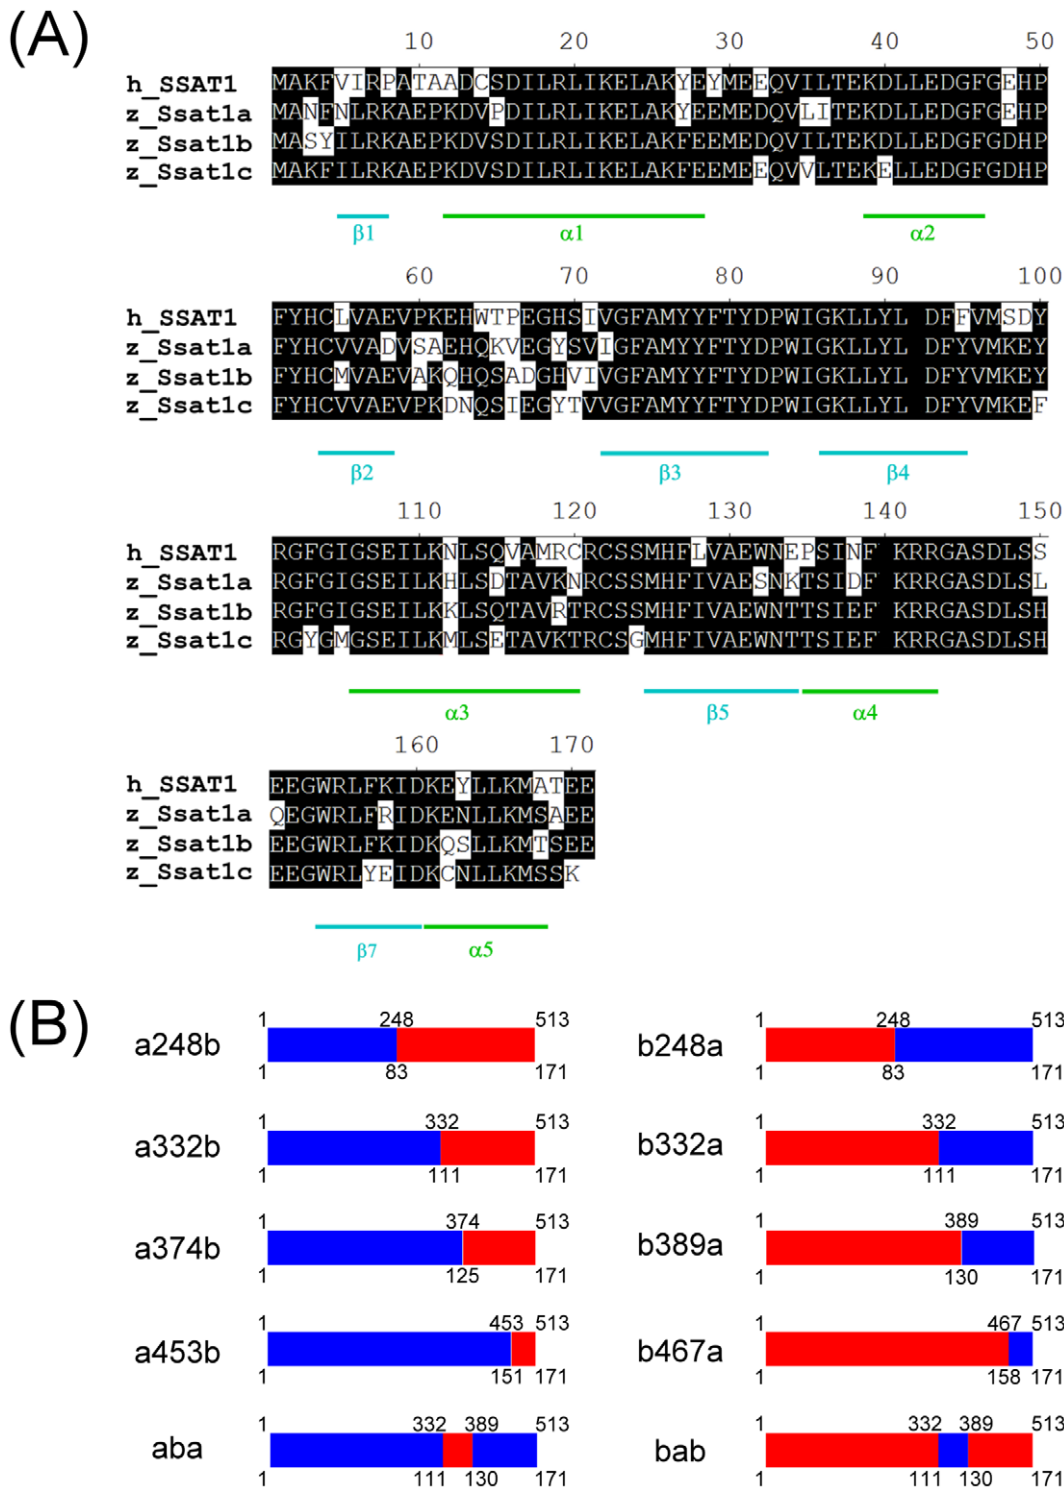 (A)
10 20 30 40 50
h_SSAT1 MAKFVIRPATAADCSDILRLIKELAKYEYMEEQVILTEKDLLEDGFGEHP
z_Ssat1a MANFNLRKAEPKDVPDILRLIKELAKYEEMEDQVLITEKDLLEDGFGEHP
z_Ssat1b MASYILRKAEPKDVSDILRLIKELAKFEEMEDQVILTEKDLLEDGFGDHP
z_Ssat1c MAKFILRKAEPKDVSDILRLIKELAKFEEMEEQVVLTEKELLEDGFGDHP
β1 α1 α2
60 70 80 90 100
h_SSAT1 FYHCLVAEVPKEHWTPEGHSIVGFAMYYFTYDPWIGKLLYL DFFVMSDY
z_Ssat1a FYHCVVADVSAEHQKVEGYSVIGFAMYYFTYDPWIGKLLYL DFYVMKEY
z_Ssat1b FYHCMVAEVAKQHQSADGHVIVGFAMYYFTYDPWIGKLLYL DFYVMKEY
z_Ssat1c FYHCVVAEVPKDNQSIEGYTVVGFAMYYFTYDPWIGKLLYL DFYVMKEF
β2 β3 β4
110 120 130 140 150
h_SSAT1 RGFGIGSEILKNLSQVAMRCRCSSMHFLVAEWNEPSINF KRRGASDLSS
z_Ssat1a RGFGIGSEILKHLSDTAVKNRCSSMHFIVAESNKTSIDF KRRGASDLSL
z_Ssat1b RGFGIGSEILKKLSQTAVRTRCSSMHFIVAEWNTTSIEF KRRGASDLSH
z_Ssat1c RGYGMGSEILKMLSETAVKTRCSGMHFIVAEWNTTSIEF KRRGASDLSH
α3 β5 α4
160 170
h_SSAT1 EEGWRLFKIDKEYLLKMATEE
z_Ssat1a QEGWRLFRIDKENLLKMSAEE
z_Ssat1b EEGWRLFKIDKQSLLKMTSEE
z_Ssat1c EEGWRLYEIDKCNLLKMSSK
β7 α5
(B)
1 248 513 1 248 513
a248b b248a
1 83 171 1 83 171
1 332 513 1 332 513
a332b b332a
1 111 171 1 111 171
1 374 513 1 389 513
a374b b389a
1 125 171 1 130 171
1 453 513 1 467 513
a453b b467a
1 151 171 1 158 171
1 332 389 513 1 332 389 513
aba bab
1 111 130 171 1 111 130 171